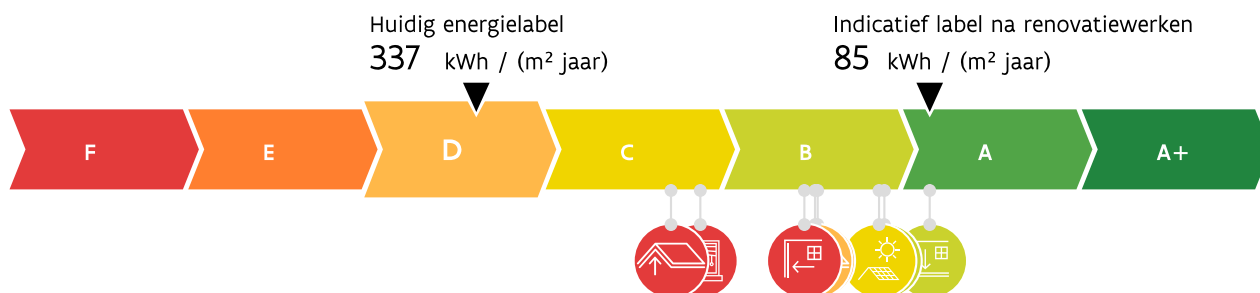 Huidig energielabel
337 kWh / (m² jaar)
Indicatief label na renovatiewerken
85 kWh / (m² jaar)
F E D C B A A+